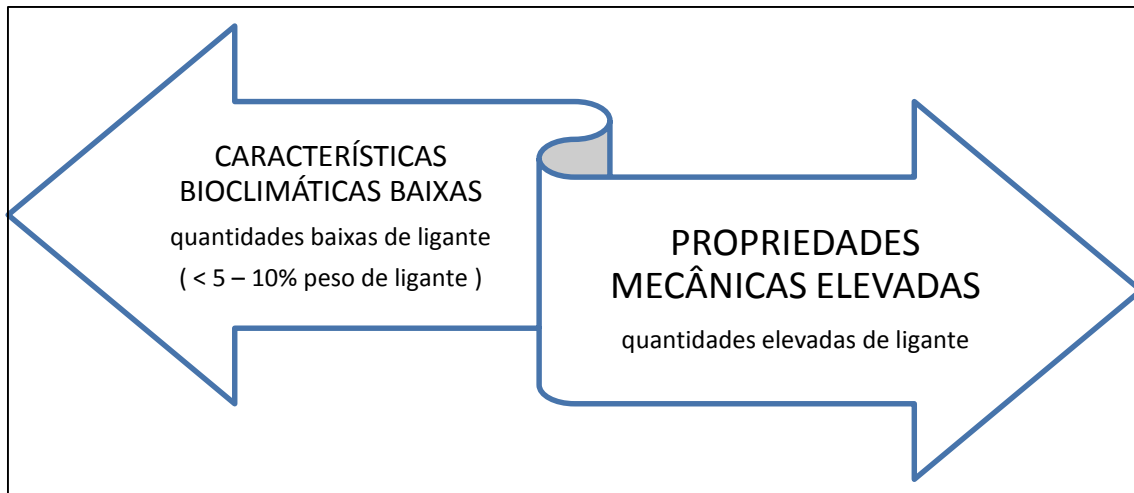 CARACTERÍSTICAS
BIOCLIMÁTICAS BAIXAS
quantidades baixas de ligante
( < 5 – 10% peso de ligante )
PROPRIEDADES
MECÂNICAS ELEVADAS
quantidades elevadas de ligante